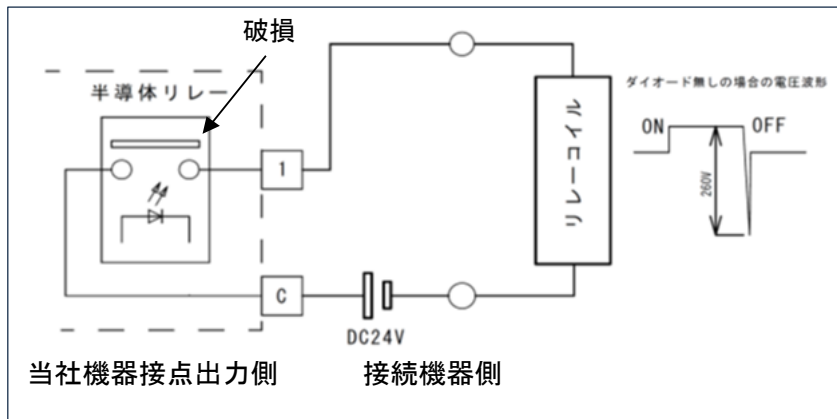 破損
半導体リレー
ダイオード無しの場合の電圧波形
ON
OFF
1
リレーコイル
260V
C
DC24V
当社機器接点出力側
接続機器側